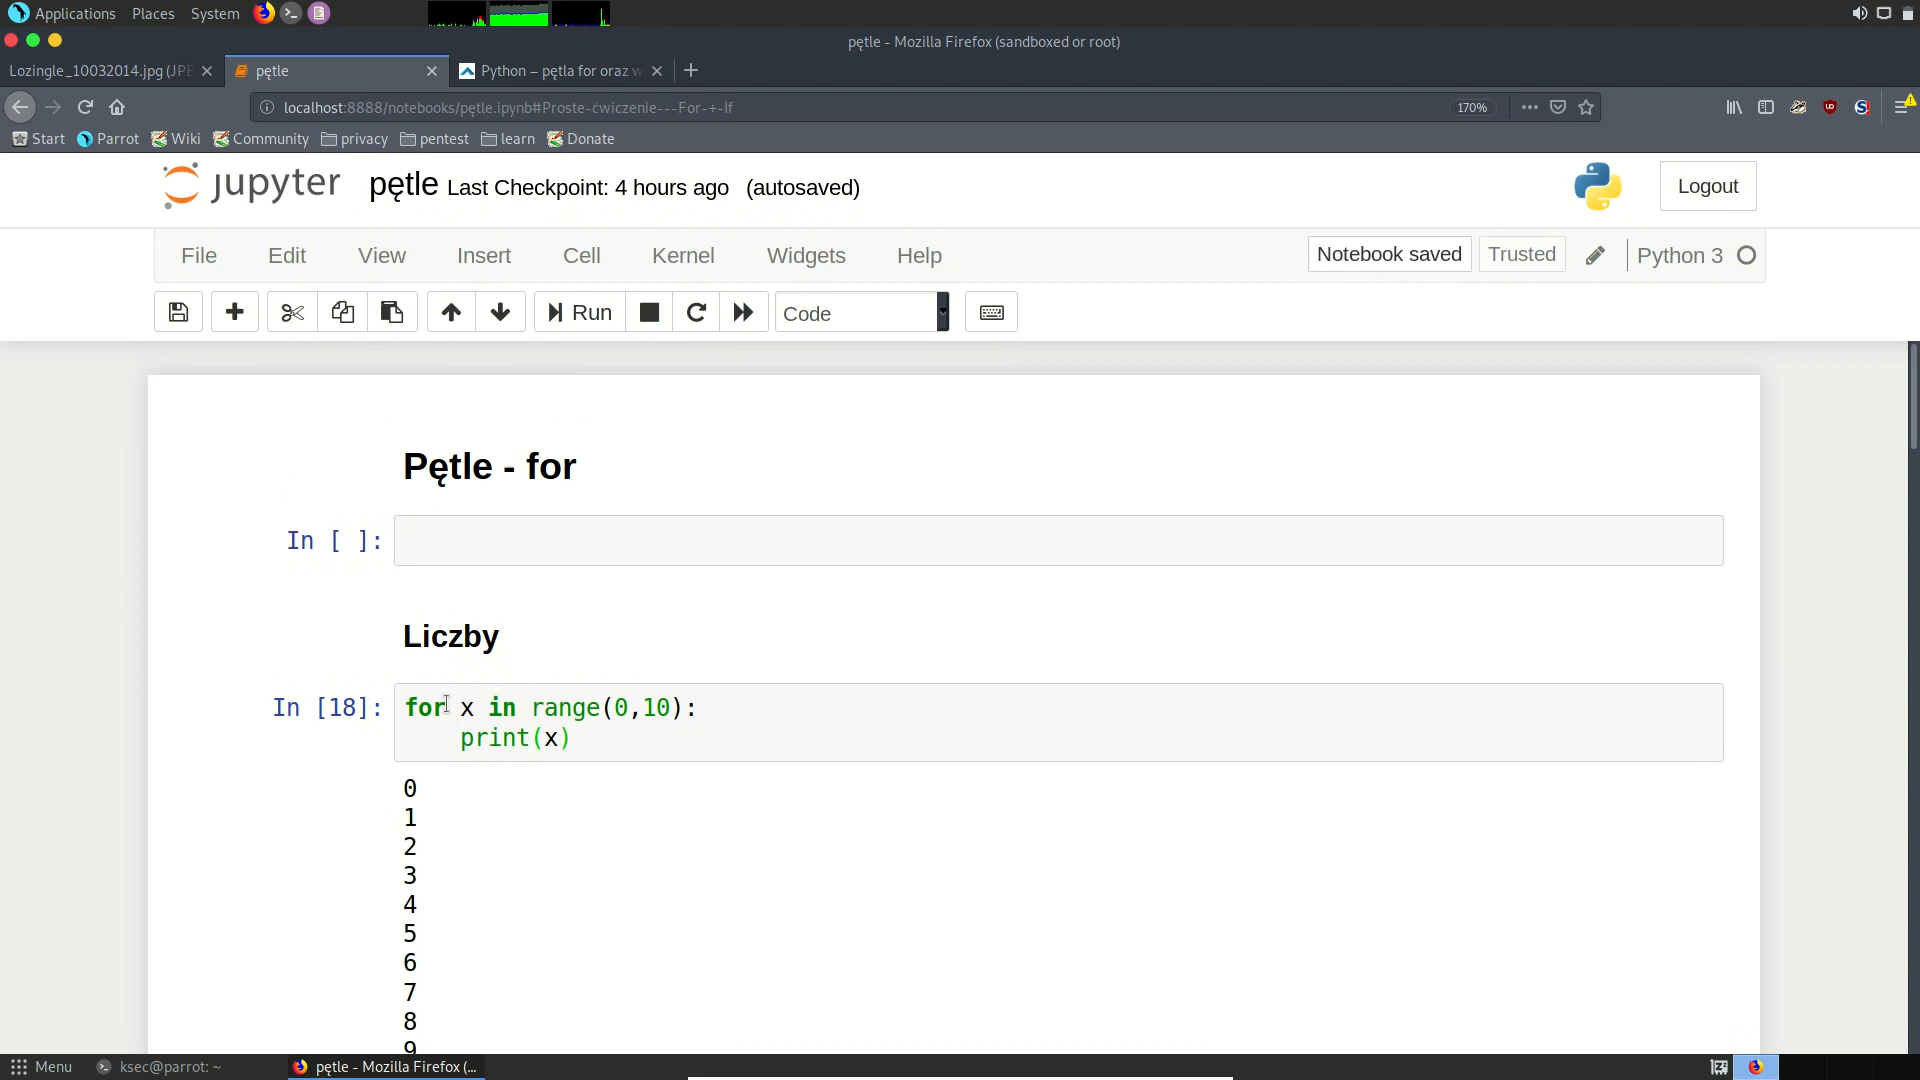 Applications Places System
pętle - Mozilla Firefox (sandboxed or root)
Lozingle_10032014.jpg (JPE
pętle
Python – pętla for oraz w
localhost:8888/notebooks/pętle.ipynb#Proste-ćwiczenie---For-+-If
170%
Start Parrot Wiki Community privacy pentest learn Donate
jupyter pętle Last Checkpoint: 4 hours ago (autosaved)
Logout
File Edit View Insert Cell Kernel Widgets Help
Notebook saved Trusted Python 3
Run Code
Pętle - for
In [ ]:
Liczby
In [18]: for x in range(0,10):
print(x)
0
1
2
3
4
5
6
7
8
9
Menu ksec@parrot: ~ pętle - Mozilla Firefox (...